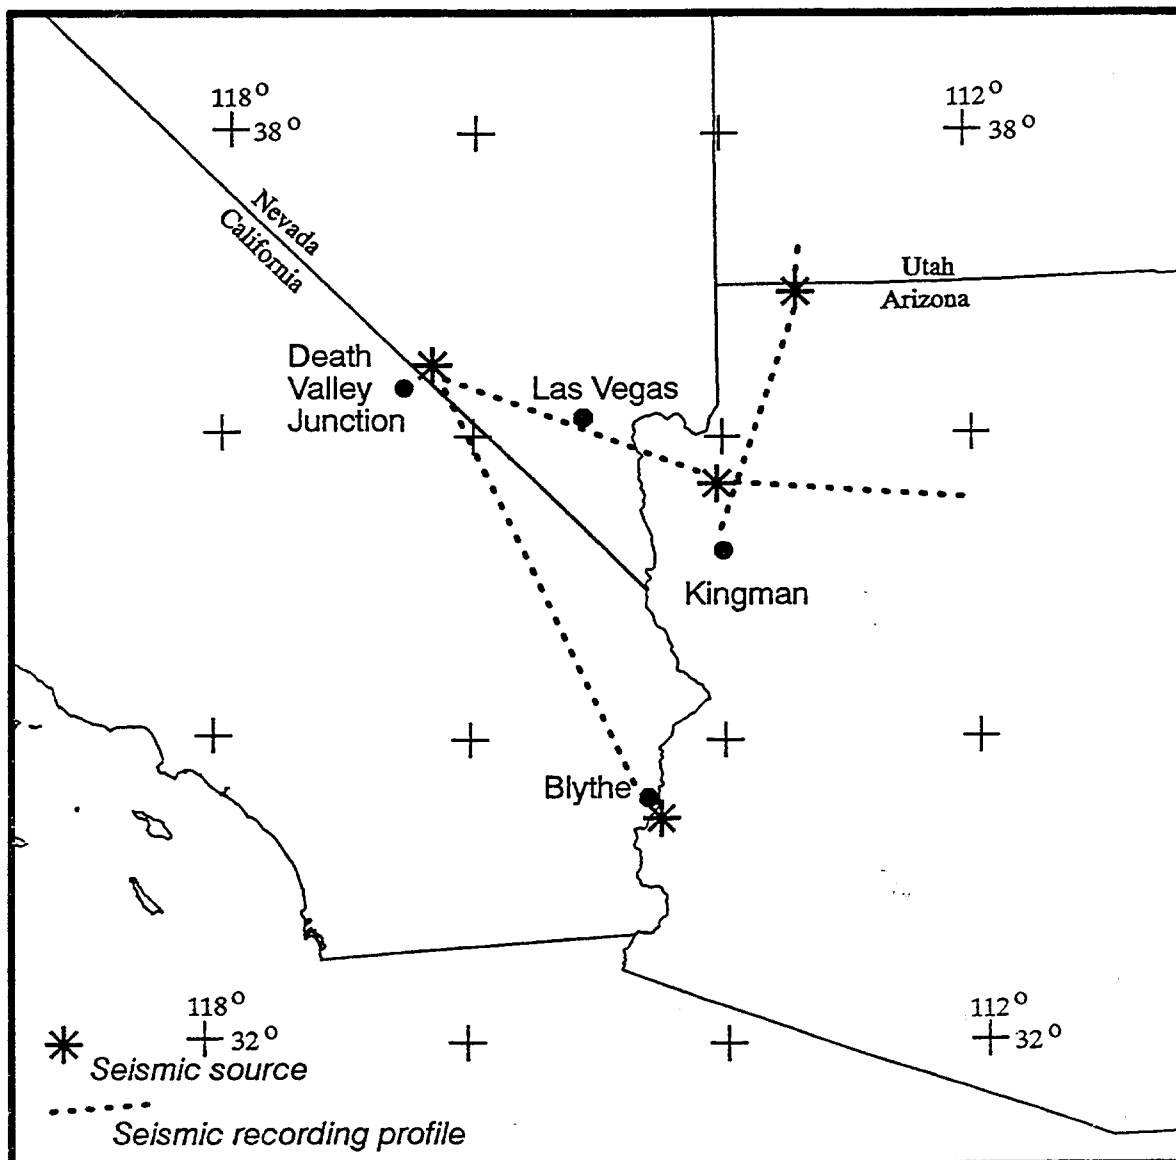 118°
38°
112°
38°
Nevada
California
Utah
Arizona
Death
Valley
Junction
Las Vegas
Kingman
Blythe
118°
32°
112°
32°
Seismic source
Seismic recording profile